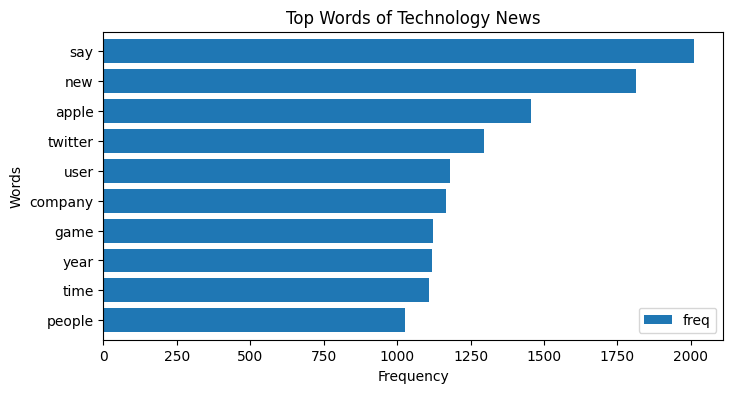 Top Words of Technology News
Words
say
new
apple
twitter
user
company
game
year
time
people
freq
0 250 500 750 1000 1250 1500 1750 2000
Frequency